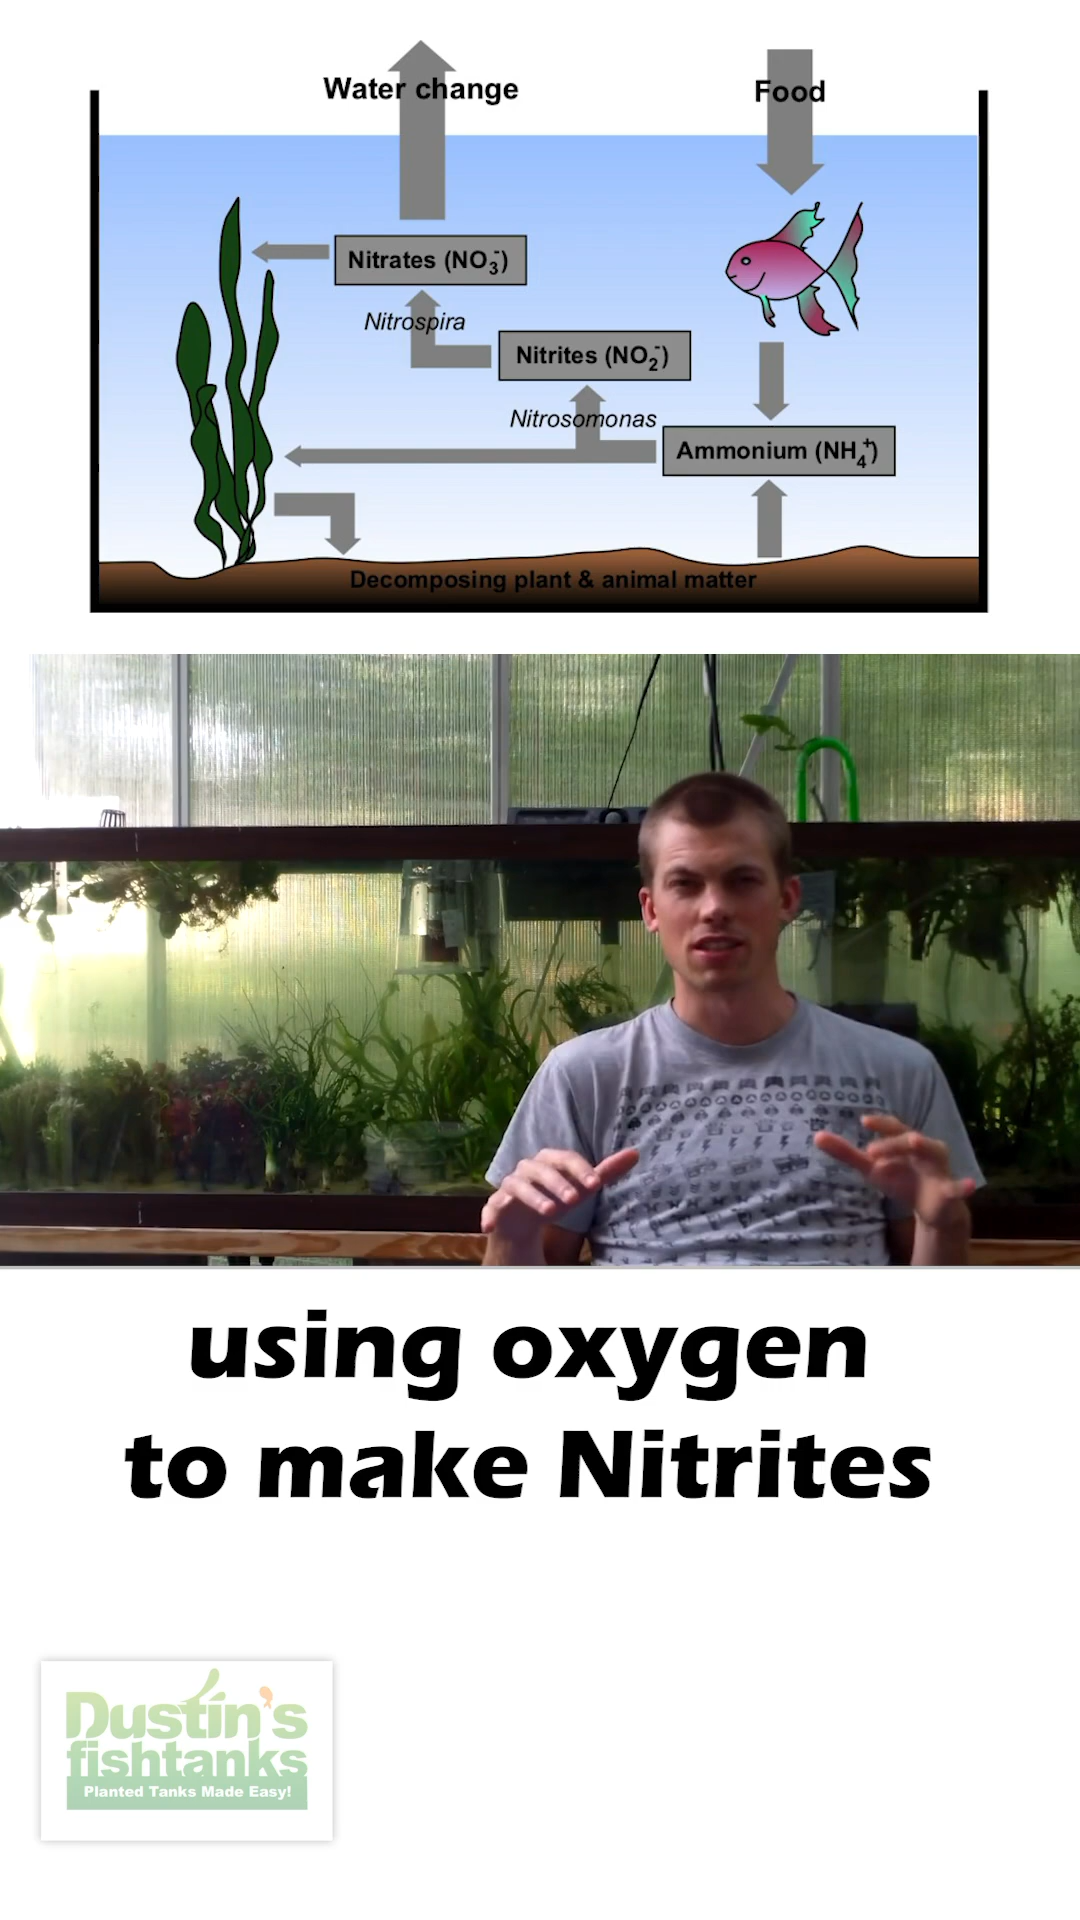 Water change
Food
Nitrates (NO₃⁻)
Nitrospira
Nitrites (NO₂⁻)
Nitrosomonas
Ammonium (NH₄⁺)
Decomposing plant & animal matter
using oxygen
to make Nitrites
Dustin's
fishtanks
Planted Tanks Made Easy!